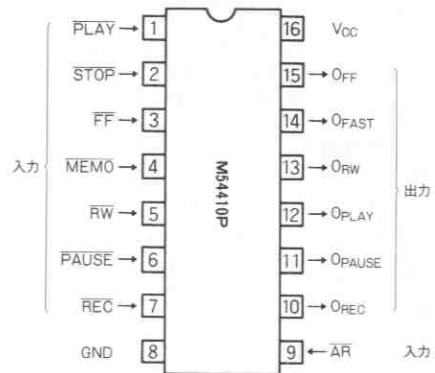 PLAY → 1
STOP → 2
FF → 3
MEMO → 4
RW → 5
PAUSE → 6
REC → 7
GND 8
入力
M54410P
16 VCC
15 → OFF
14 → OFAST
13 → ORW
12 → OPLAY
11 → OPAUSE
10 → OREC
9 ← AR 入力
出力